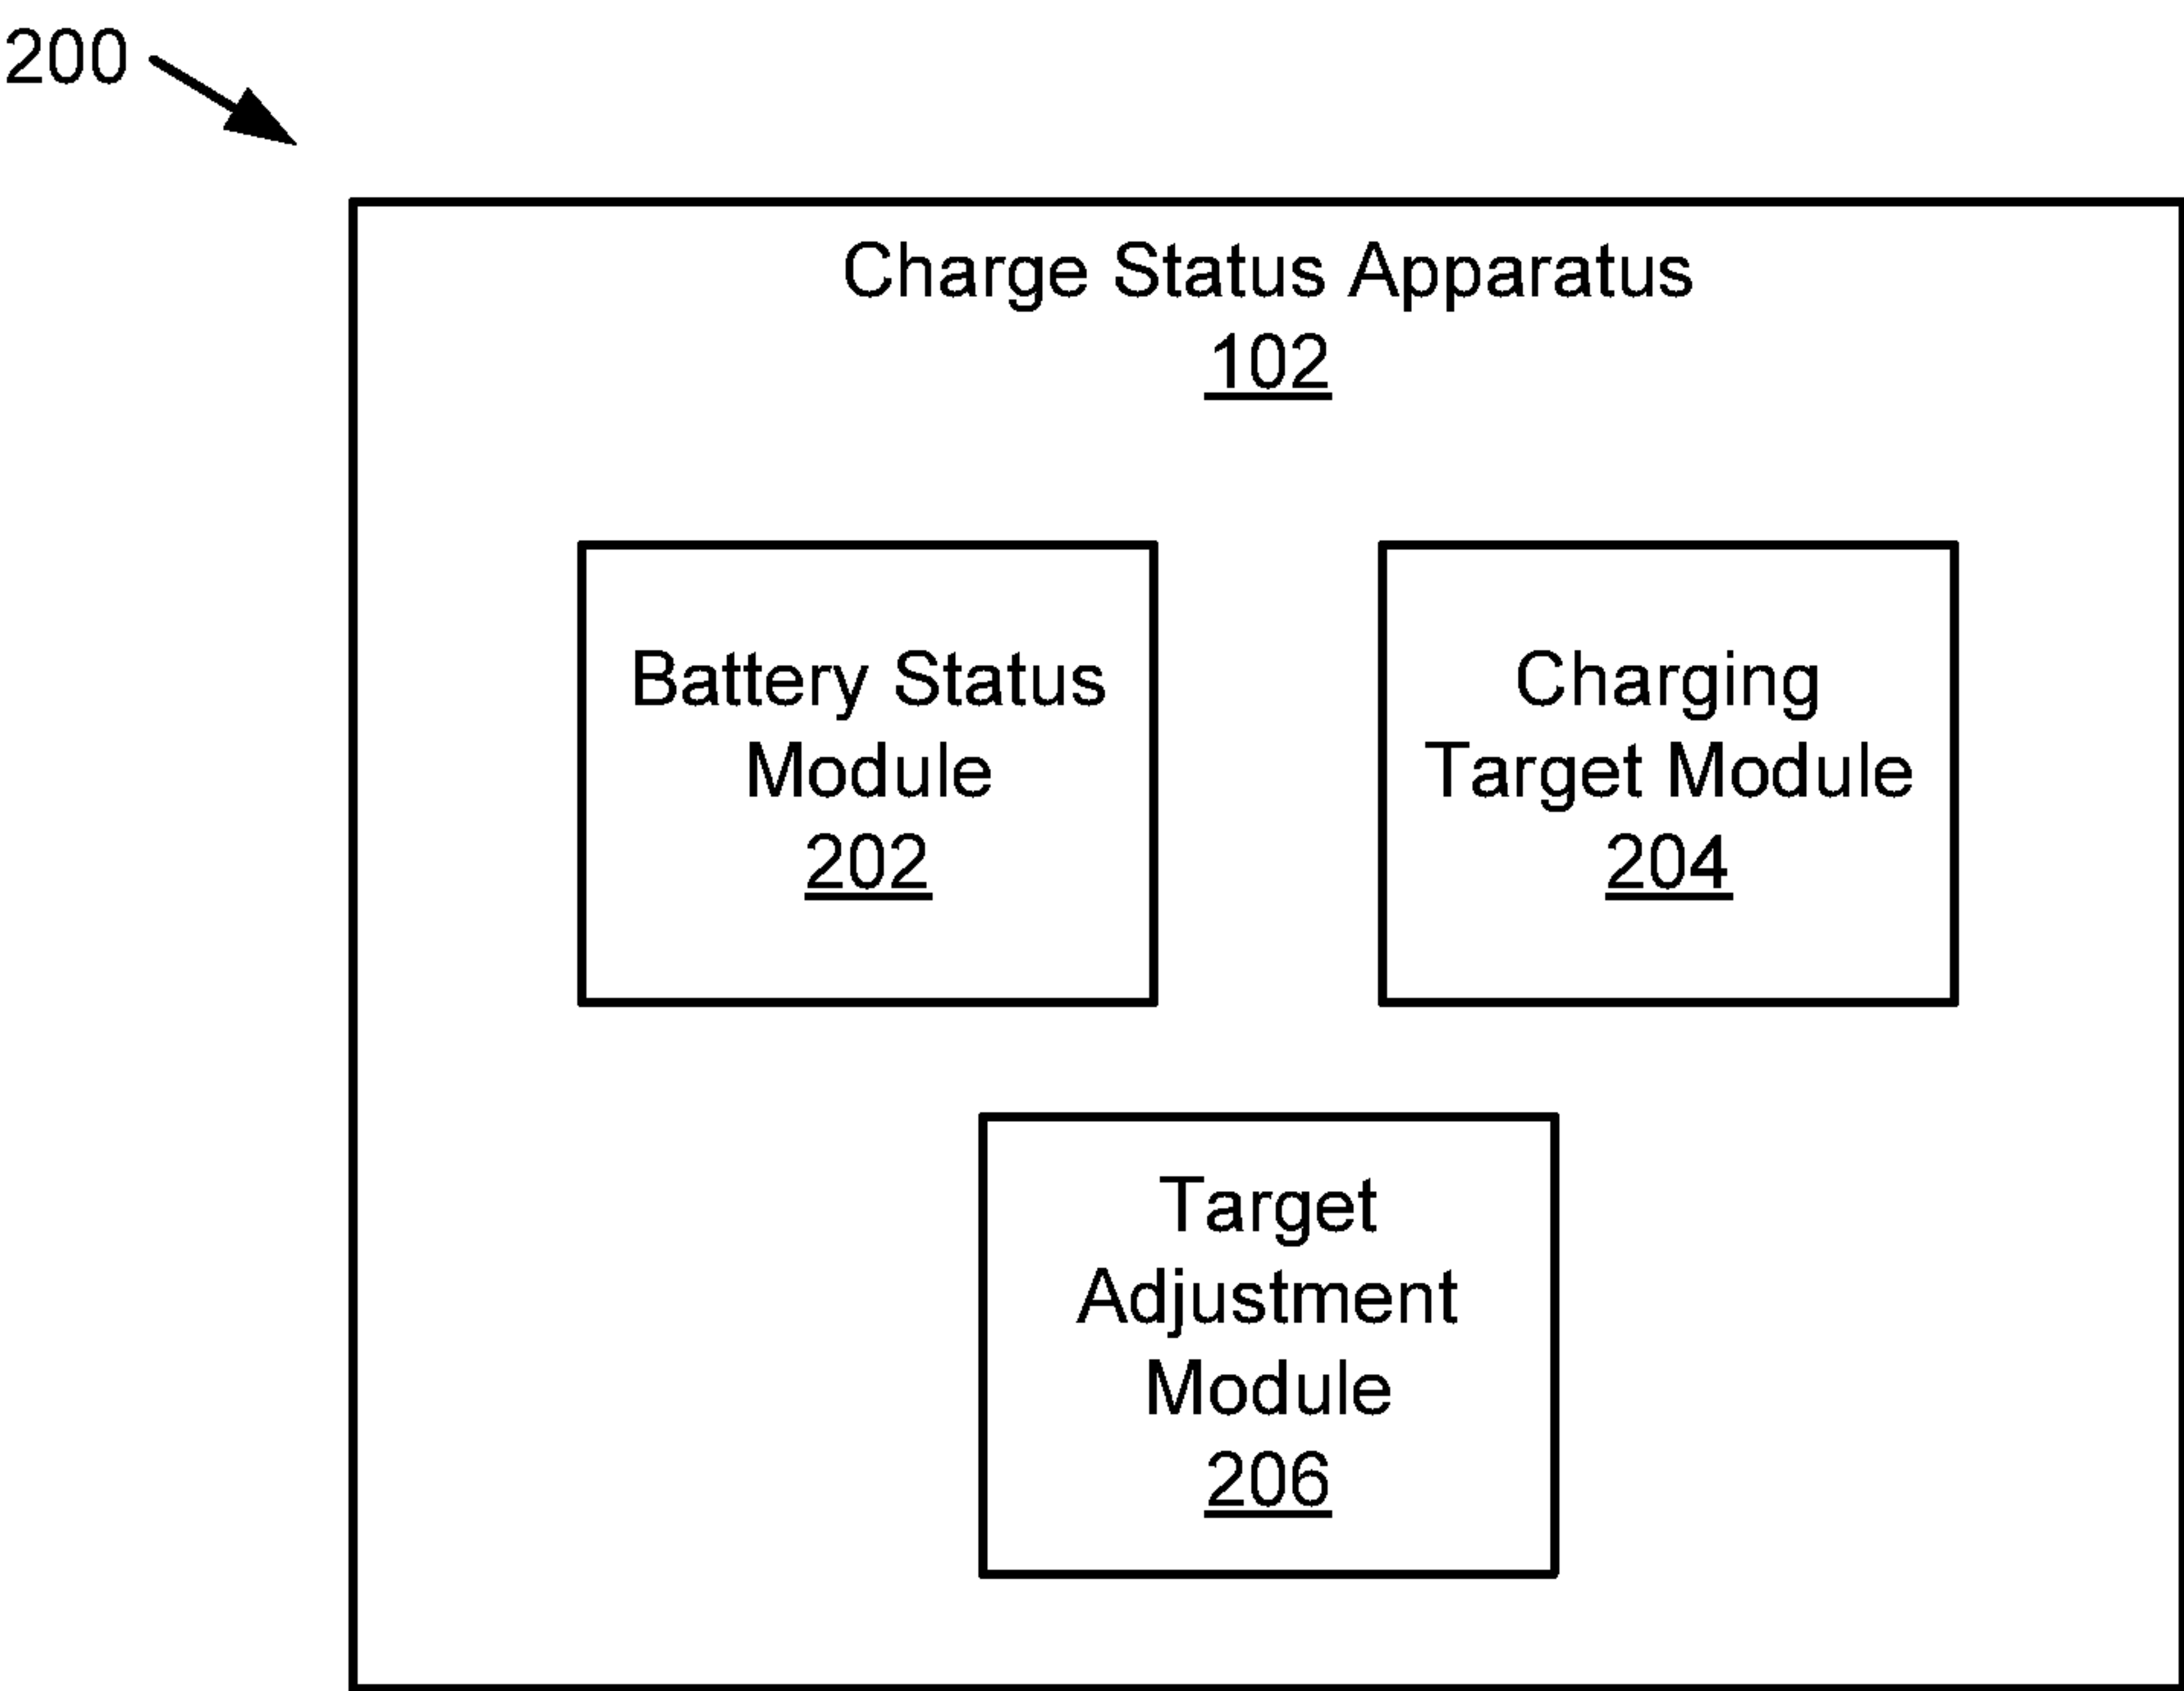 200
Charge Status Apparatus
102
Battery Status
Module
202
Charging
Target Module
204
Target
Adjustment
Module
206